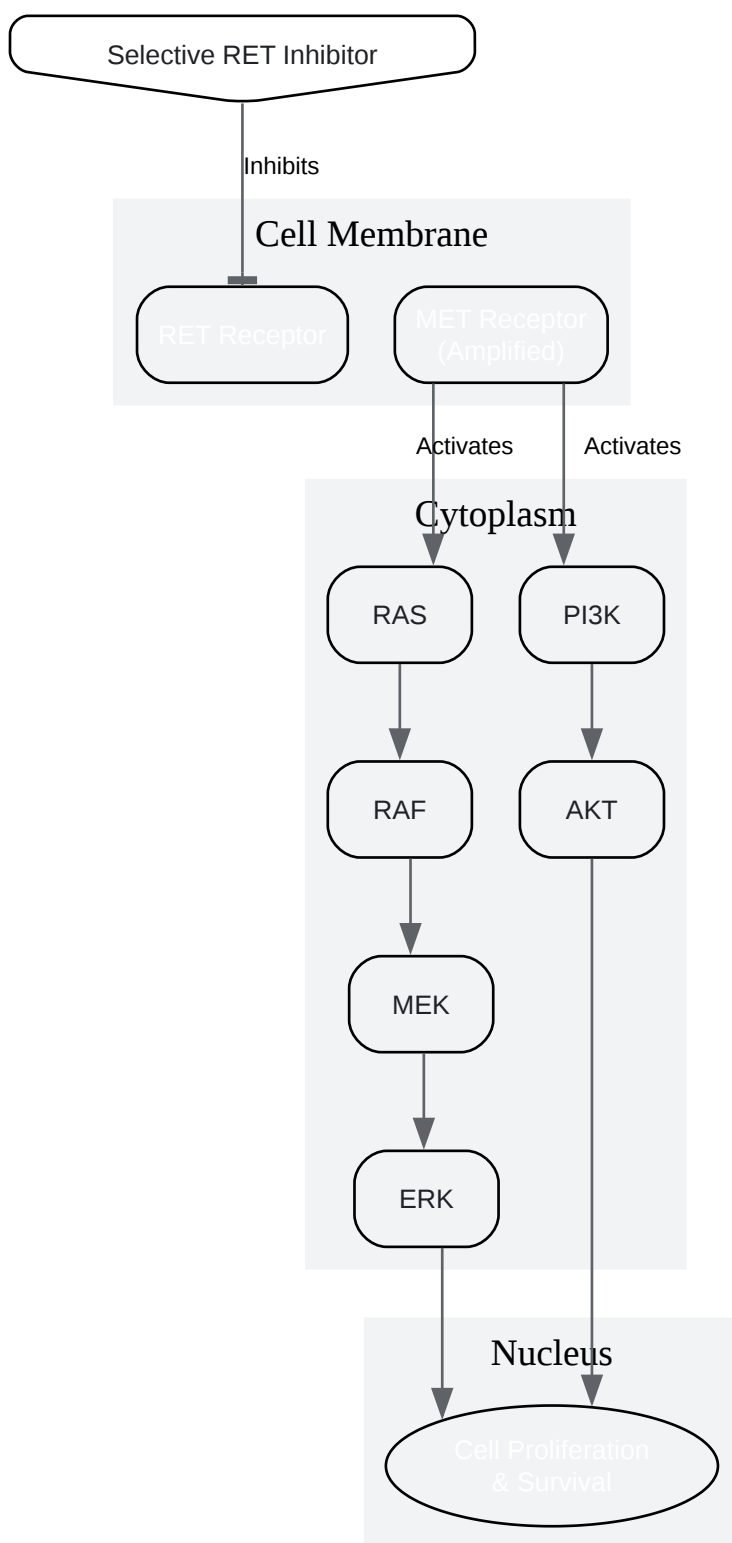 Selective RET Inhibitor
Inhibits
Cell Membrane
RET Receptor
MET Receptor
(Amplified)
Activates
Activates
Cytoplasm
RAS
PI3K
RAF
AKT
MEK
ERK
Nucleus
Cell Proliferation
& Survival